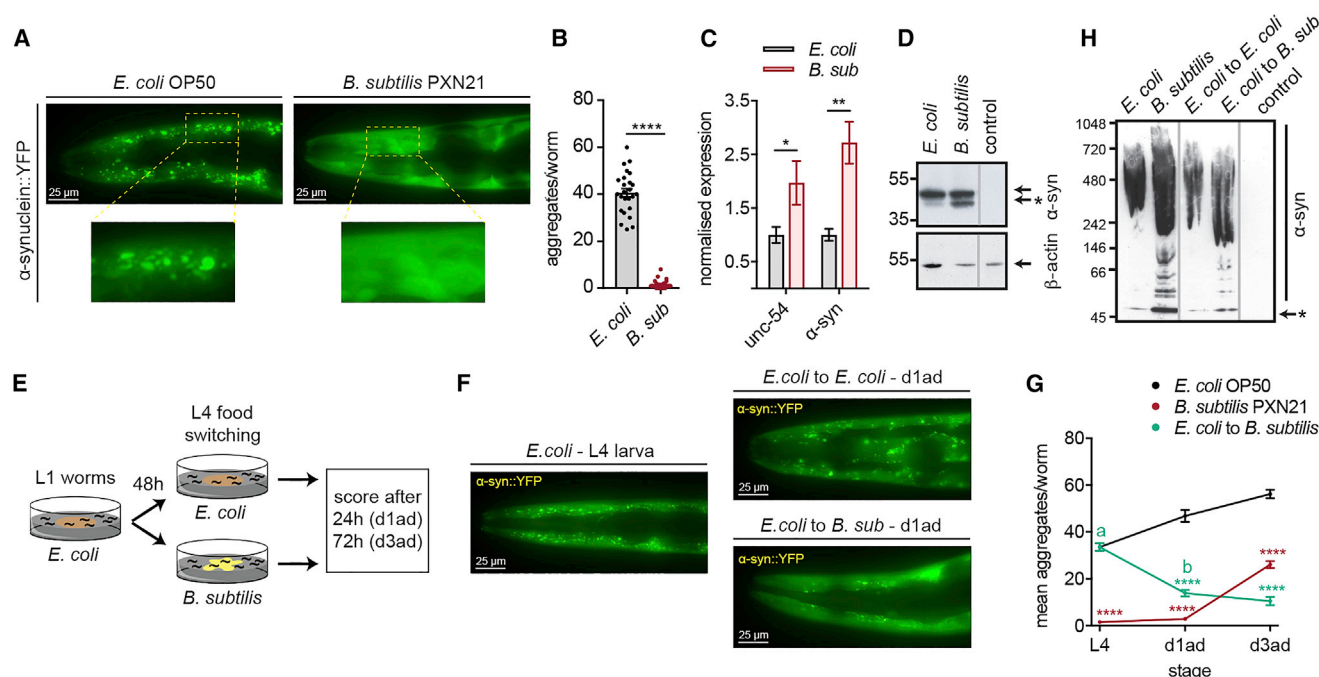 A
E. coli OP50
B. subtilis PXN21
α-synuclein::YFP
25 μm
25 μm
B
aggregates/worm
80
60
40
20
0
****
E. coli
B. sub
C
E. coli
B. sub
normalised expression
3.5
2.5
1.5
0.5
*
**
unc-54
α-syn
D
E. coli
B. subtilis
control
55
35
*
α-syn
55
β-actin
H
E. coli
B. subtilis
E. coli to E. coli
E. coli to B. sub
control
1048
720
480
242
146
66
45
α-syn
*
E
L1 worms
E. coli
48h
L4 food
switching
E. coli
B. subtilis
score after
24h (d1ad)
72h (d3ad)
F
E.coli - L4 larva
α-syn::YFP
25 μm
E.coli to E. coli - d1ad
α-syn::YFP
25 μm
E.coli to B. sub - d1ad
α-syn::YFP
25 μm
G
E. coli OP50
B. subtilis PXN21
E. coli to B. subtilis
mean aggregates/worm
80
60
40
20
0
a
b
****
****
****
****
****
L4
d1ad
d3ad
stage